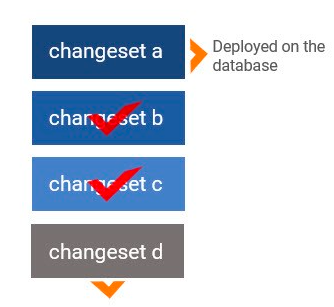 changeset a
Deployed on the
database
changeset b
changeset c
changeset d